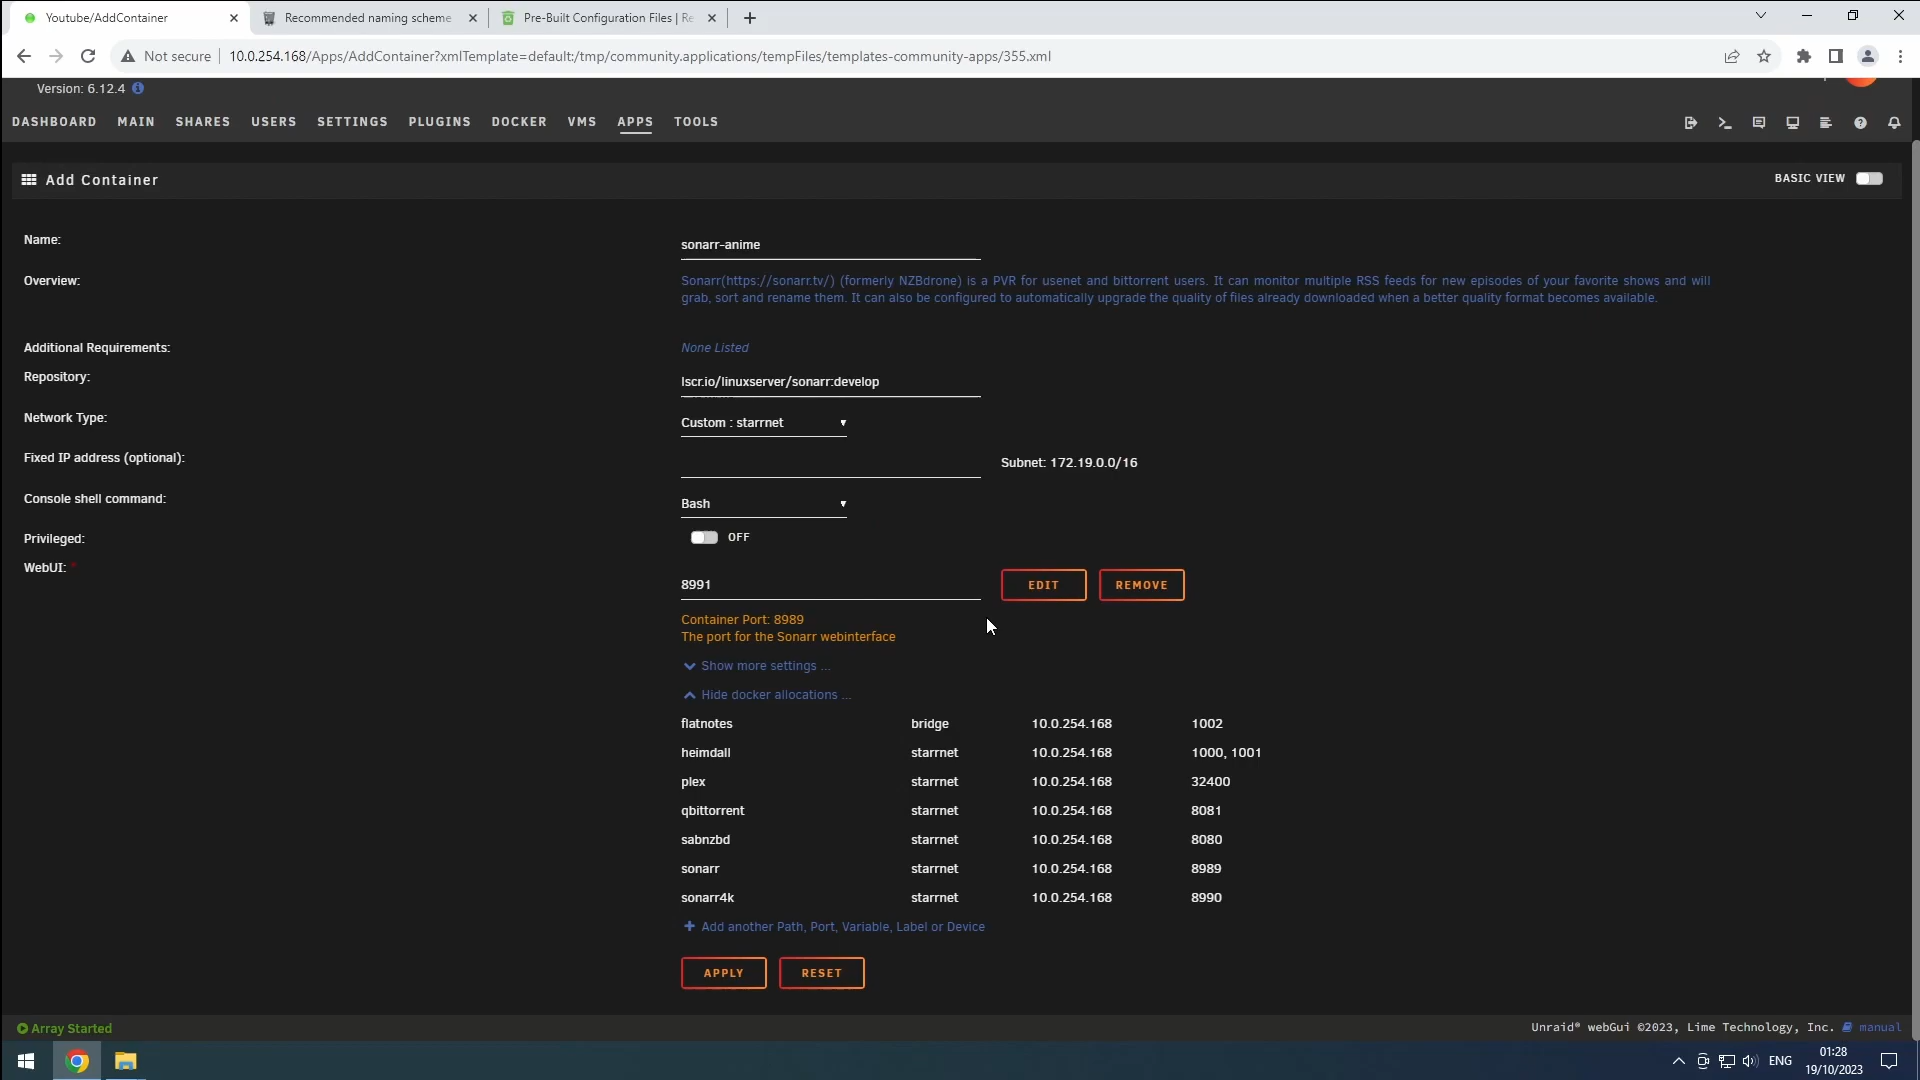 Youtube/AddContainer
Recommended naming scheme
Pre-Built Configuration Files | Re
Not secure
10.0.254.168/Apps/AddContainer?xmlTemplate=default:/tmp/community.applications/tempFiles/templates-community-apps/355.xml
Version: 6.12.4
DASHBOARD MAIN SHARES USERS SETTINGS PLUGINS DOCKER VMS APPS TOOLS
Add Container
BASIC VIEW
Name:
sonarr-anime
Overview:
Sonarr(https://sonarr.tv/) (formerly NZBdrone) is a PVR for usenet and bittorrent users. It can monitor multiple RSS feeds for new episodes of your favorite shows and will
grab, sort and rename them. It can also be configured to automatically upgrade the quality of files already downloaded when a better quality format becomes available.
Additional Requirements:
None Listed
Repository:
lscr.io/linuxserver/sonarr:develop
Network Type:
Custom : starrnet
Fixed IP address (optional):
Subnet: 172.19.0.0/16
Console shell command:
Bash
Privileged:
OFF
WebUI: *
8991
EDIT REMOVE
Container Port: 8989
The port for the Sonarr webinterface
Show more settings ...
Hide docker allocations ...
flatnotes bridge 10.0.254.168 1002
heimdall starrnet 10.0.254.168 1000, 1001
plex starrnet 10.0.254.168 32400
qbittorrent starrnet 10.0.254.168 8081
sabnzbd starrnet 10.0.254.168 8080
sonarr starrnet 10.0.254.168 8989
sonarr4k starrnet 10.0.254.168 8990
Add another Path, Port, Variable, Label or Device
APPLY RESET
Array Started
Unraid® webGui ©2023, Lime Technology, Inc. manual
ENG
01:28
19/10/2023